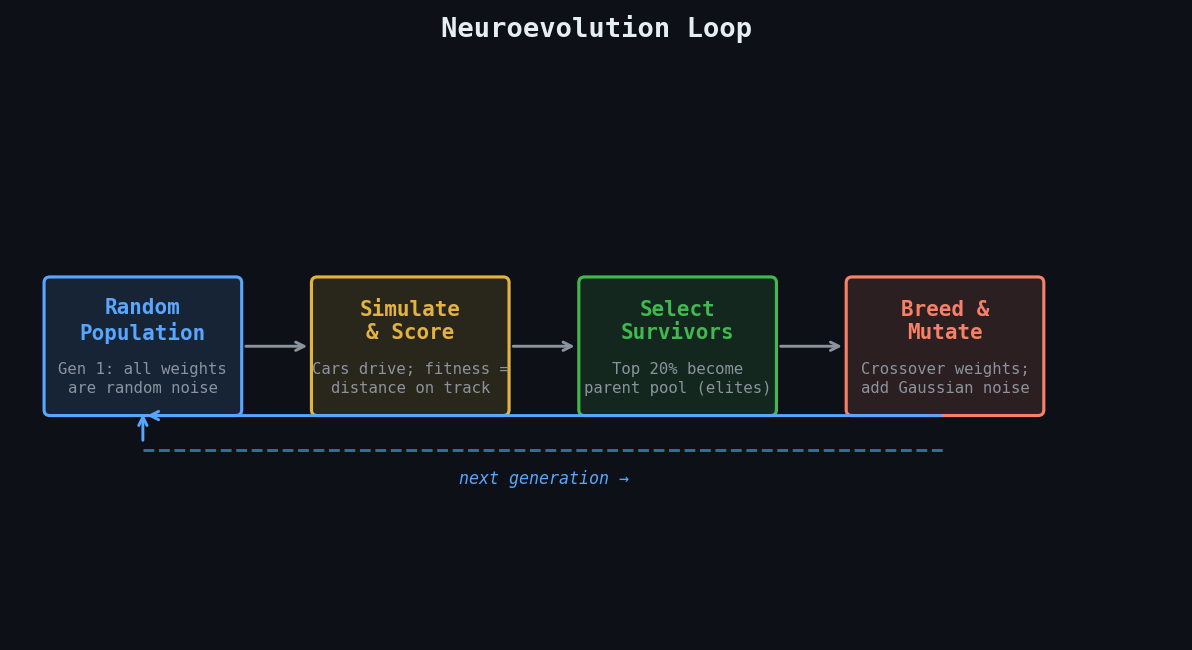 Neuroevolution Loop
Random
Population
Gen 1: all weights
are random noise
Simulate
& Score
Cars drive; fitness =
distance on track
Select
Survivors
Top 20% become
parent pool (elites)
Breed &
Mutate
Crossover weights;
add Gaussian noise
next generation →